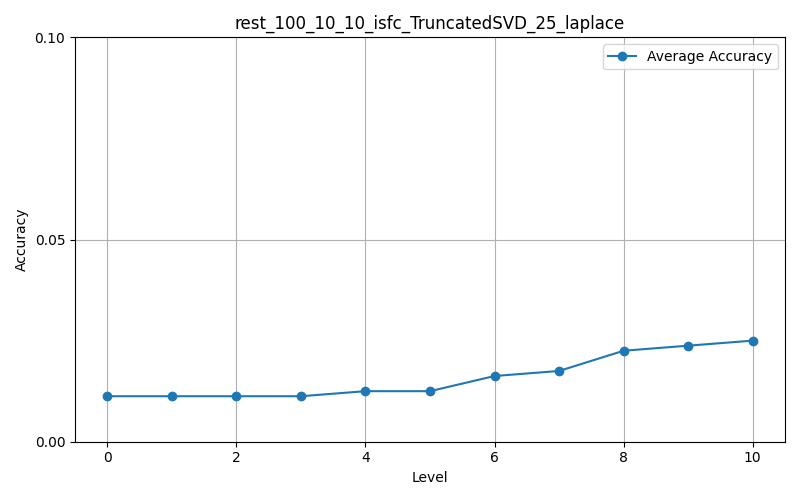 rest_100_10_10_isfc_TruncatedSVD_25_laplace
Average Accuracy
Accuracy
0.10
0.05
0.00
0 2 4 6 8 10
Level